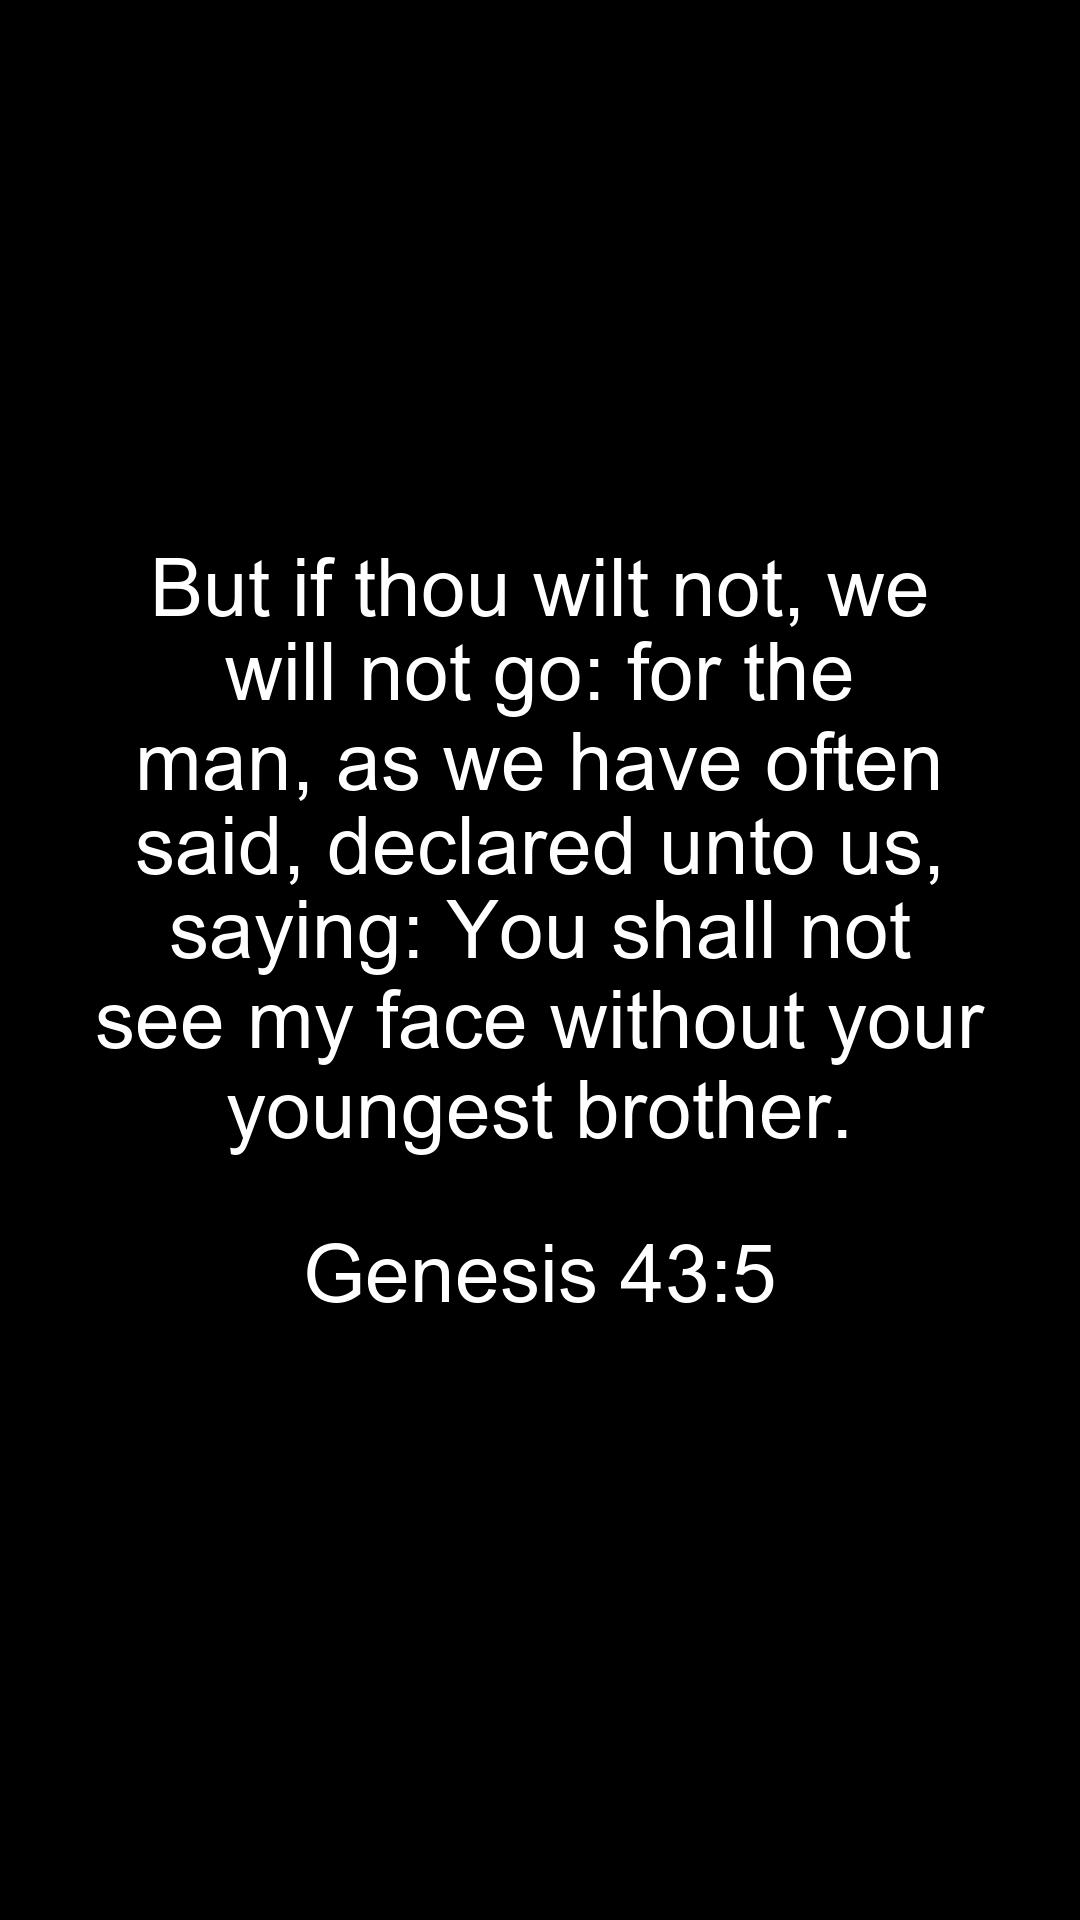 But if thou wilt not, we
will not go: for the
man, as we have often
said, declared unto us,
saying: You shall not
see my face without your
youngest brother.
Genesis 43:5